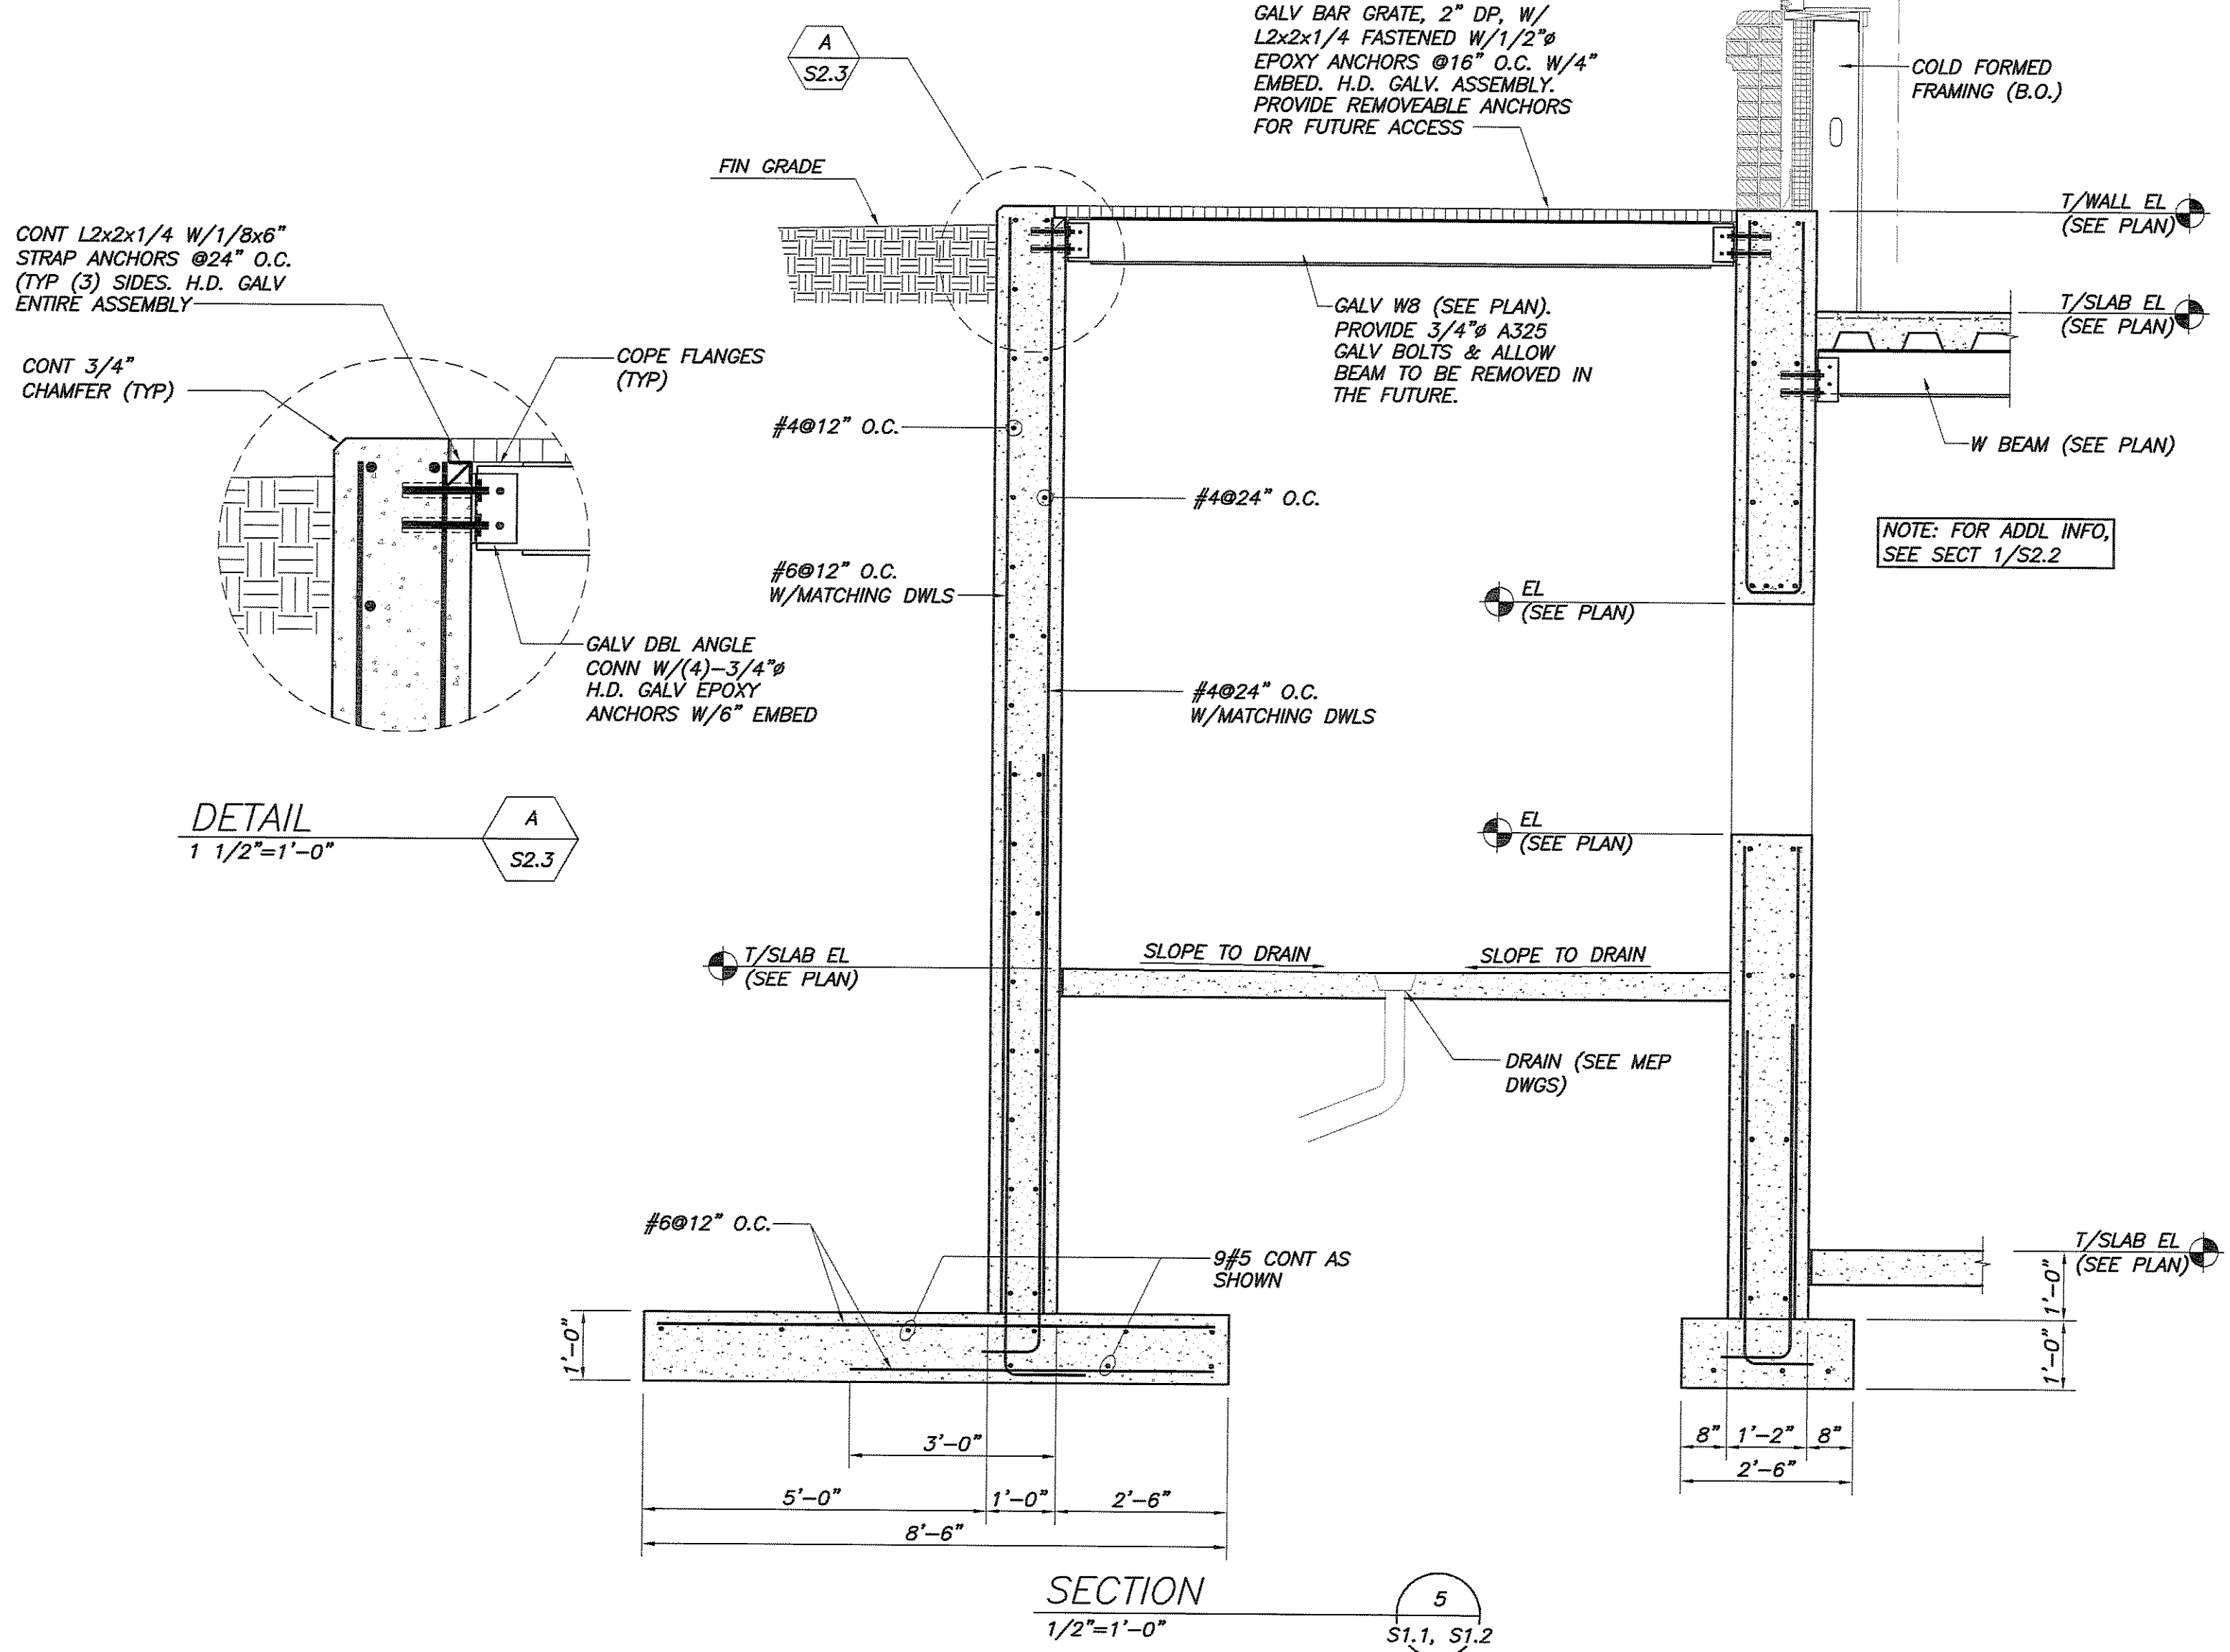 GALV BAR GRATE, 2" DP, W/
L2x2x1/4 FASTENED W/1/2"ø
EPOXY ANCHORS @16" O.C. W/4"
EMBED. H.D. GALV. ASSEMBLY.
PROVIDE REMOVEABLE ANCHORS
FOR FUTURE ACCESS
A
S2.3
COLD FORMED
FRAMING (B.O.)
FIN GRADE
T/WALL EL
(SEE PLAN)
CONT L2x2x1/4 W/1/8x6"
STRAP ANCHORS @24" O.C.
(TYP (3) SIDES. H.D. GALV
ENTIRE ASSEMBLY
GALV W8 (SEE PLAN).
PROVIDE 3/4"ø A325
GALV BOLTS & ALLOW
BEAM TO BE REMOVED IN
THE FUTURE.
T/SLAB EL
(SEE PLAN)
CONT 3/4"
CHAMFER (TYP)
COPE FLANGES
(TYP)
#4@12" O.C.
W BEAM (SEE PLAN)
#4@24" O.C.
NOTE: FOR ADDL INFO,
SEE SECT 1/S2.2
#6@12" O.C.
W/MATCHING DWLS
EL
(SEE PLAN)
GALV DBL ANGLE
CONN W/(4)-3/4"ø
H.D. GALV EPOXY
ANCHORS W/6" EMBED
#4@24" O.C.
W/MATCHING DWLS
DETAIL
1 1/2"=1'-0"
A
S2.3
EL
(SEE PLAN)
T/SLAB EL
(SEE PLAN)
SLOPE TO DRAIN
SLOPE TO DRAIN
DRAIN (SEE MEP
DWGS)
#6@12" O.C.
9#5 CONT AS
SHOWN
T/SLAB EL
(SEE PLAN)
1'-0"
1'-0"
1'-0"
3'-0"
8"
1'-2"
8"
2'-6"
5'-0"
1'-0"
2'-6"
8'-6"
SECTION
1/2"=1'-0"
5
S1.1, S1.2